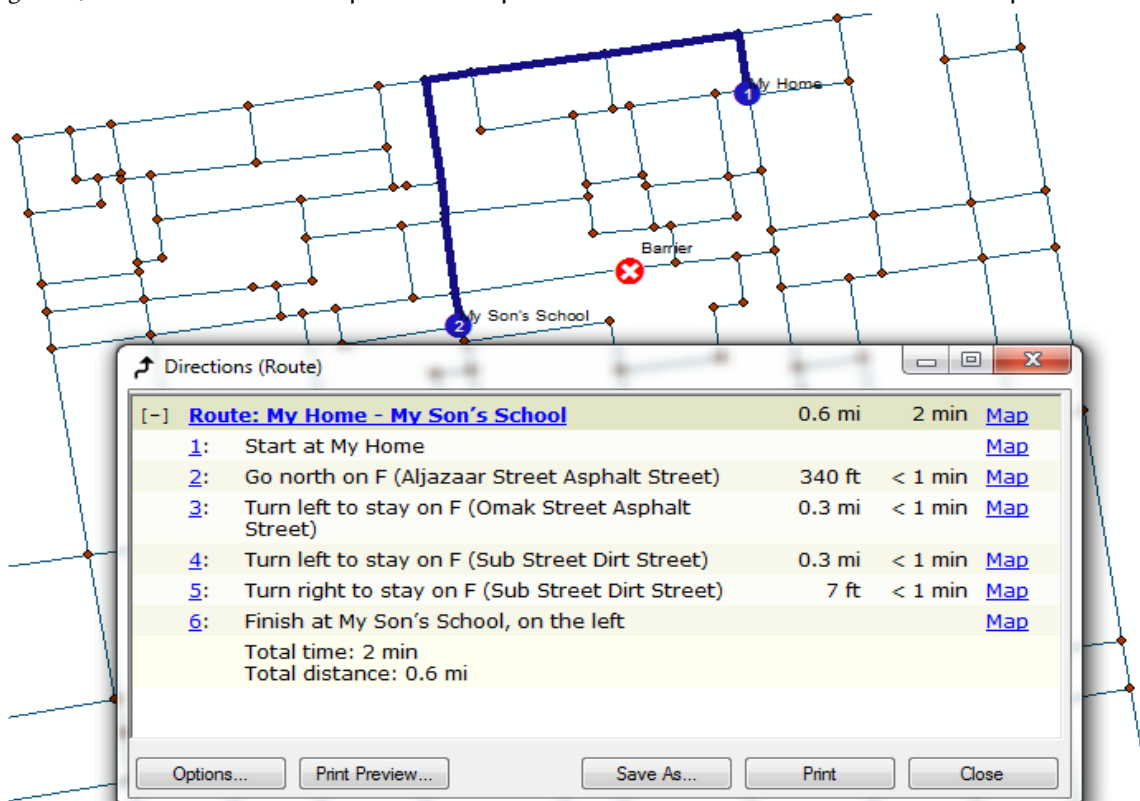 My Home
1
Barrier
My Son's School
2
Directions (Route)
[-] Route: My Home - My Son's School 0.6 mi 2 min Map
1: Start at My Home Map
2: Go north on F (Aljazaar Street Asphalt Street) 340 ft < 1 min Map
3: Turn left to stay on F (Omak Street Asphalt 0.3 mi < 1 min Map
Street)
4: Turn left to stay on F (Sub Street Dirt Street) 0.3 mi < 1 min Map
5: Turn right to stay on F (Sub Street Dirt Street) 7 ft < 1 min Map
6: Finish at My Son's School, on the left Map
Total time: 2 min
Total distance: 0.6 mi
Options... Print Preview... Save As... Print Close